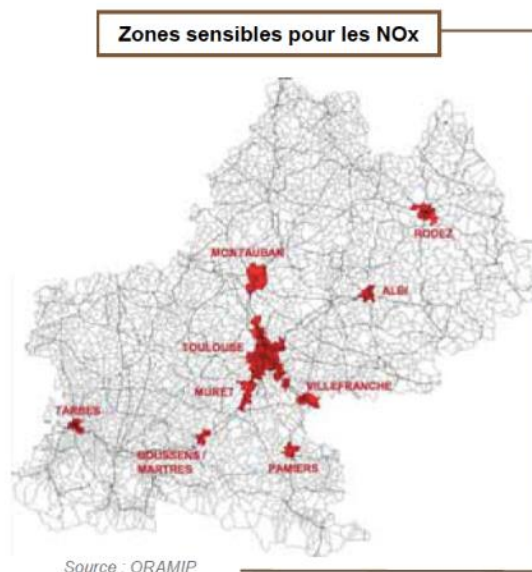 Zones sensibles pour les NOx
RODEZ
MONTAUBAN
ALBI
TOULOUSE
MURET
VILLEFRANCHE
TARBES
BOUSSENS /
MARTRES
PAMIERS
Source : ORAMIP